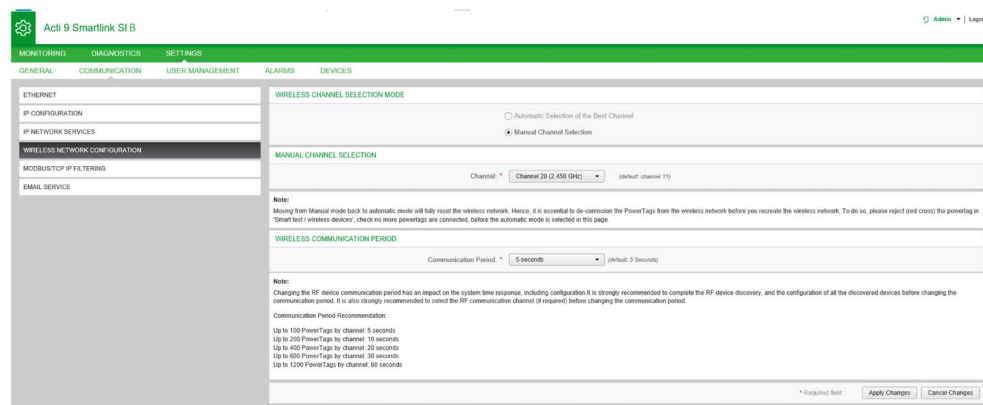 Acti 9 Smartlink SI B
Admin | Logou
MONITORING DIAGNOSTICS SETTINGS
GENERAL COMMUNICATION USER MANAGEMENT ALARMS DEVICES
ETHERNET
IP CONFIGURATION
IP NETWORK SERVICES
WIRELESS NETWORK CONFIGURATION
MODBUS/TCP IP FILTERING
EMAIL SERVICE
WIRELESS CHANNEL SELECTION MODE
Automatic Selection of the Best Channel
Manual Channel Selection
MANUAL CHANNEL SELECTION
Channel: * Channel 20 (2.450 GHz) (default: channel 11)
Note:
Moving from Manual mode back to automatic mode will fully reset the wireless network. Hence, it is essential to de-comission the PowerTags from the wireless network before you recreate the wireless network. To do so, please reject (red cross) the powertag in
'Smart test / wireless devices', check no more powertags are connected, before the automatic mode is selected in this page.
WIRELESS COMMUNICATION PERIOD
Communication Period: * 5 seconds (default: 5 Seconds)
Note:
Changing the RF device communication period has an impact on the system time response, including configuration.It is strongly recommended to complete the RF device discovery, and the configuration of all the discovered devices before changing the
communication period. It is also strongly recommended to select the RF communication channel (if required) before changing the communication period.
Communication Period Recommendation:
Up to 100 PowerTags by channel: 5 seconds
Up to 200 PowerTags by channel: 10 seconds
Up to 400 PowerTags by channel: 20 seconds
Up to 600 PowerTags by channel: 30 seconds
Up to 1200 PowerTags by channel: 60 seconds
* Required field Apply Changes Cancel Changes